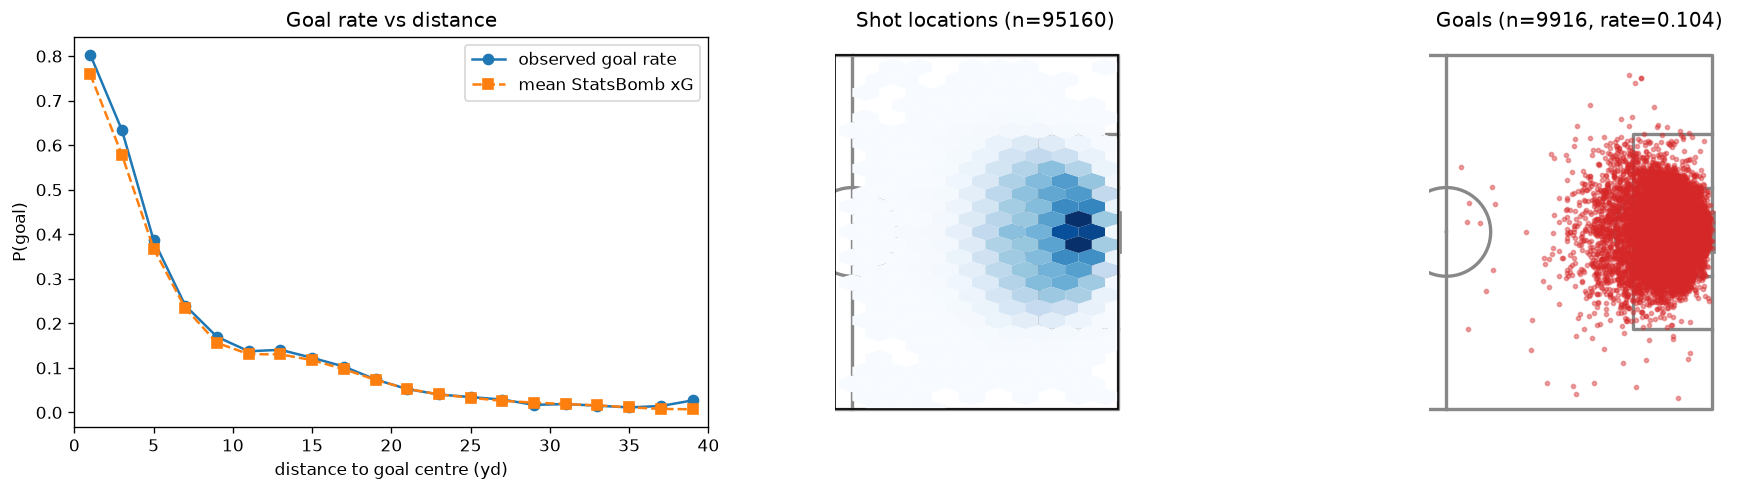 Goal rate vs distance
observed goal rate
mean StatsBomb xG
P(goal)
0.8
0.7
0.6
0.5
0.4
0.3
0.2
0.1
0.0
0 5 10 15 20 25 30 35 40
distance to goal centre (yd)
Shot locations (n=95160)
Goals (n=9916, rate=0.104)